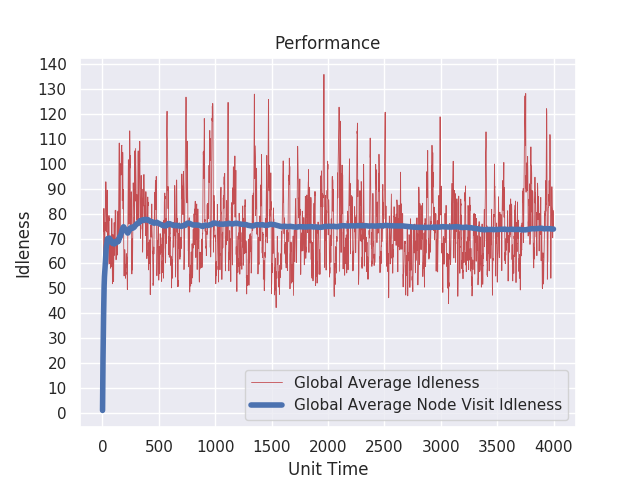 Performance
140
130
120
110
100
90
80
70
60
50
40
30
20
10
0
Idleness
Global Average Idleness
Global Average Node Visit Idleness
0 500 1000 1500 2000 2500 3000 3500 4000
Unit Time